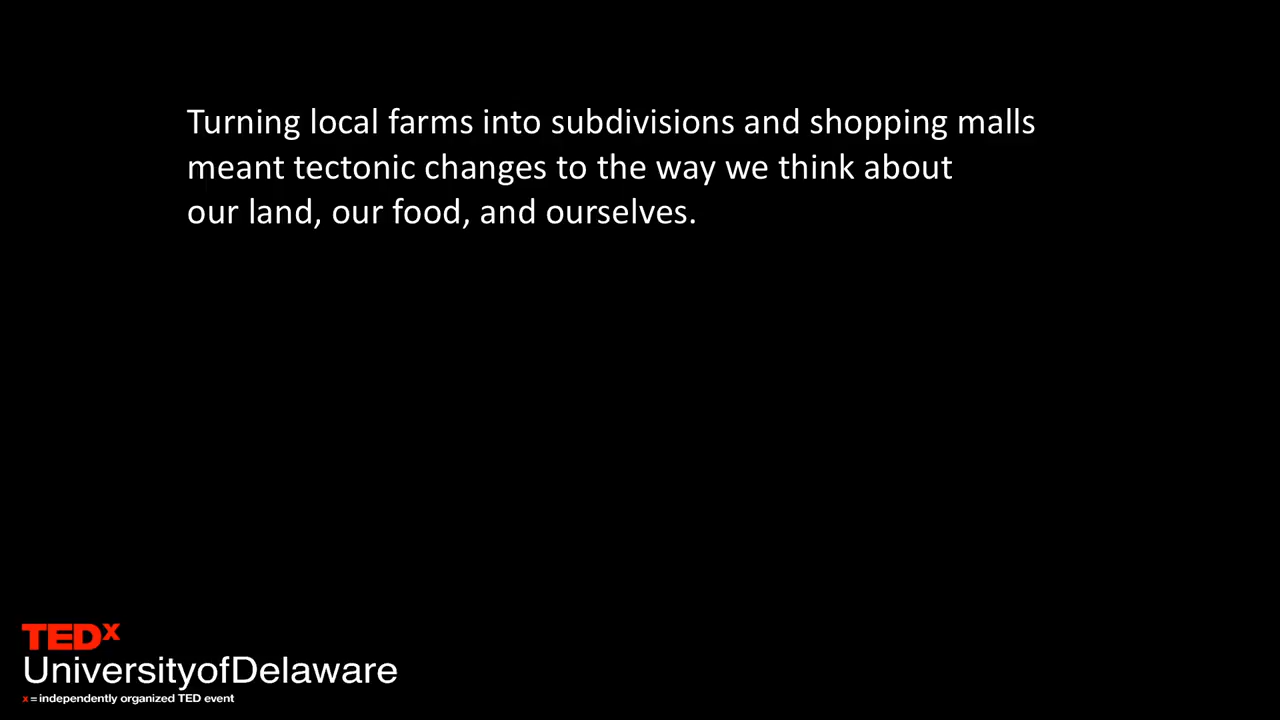 Turning local farms into subdivisions and shopping malls
meant tectonic changes to the way we think about
our land, our food, and ourselves.
TEDx
UniversityofDelaware
x = independently organized TED event